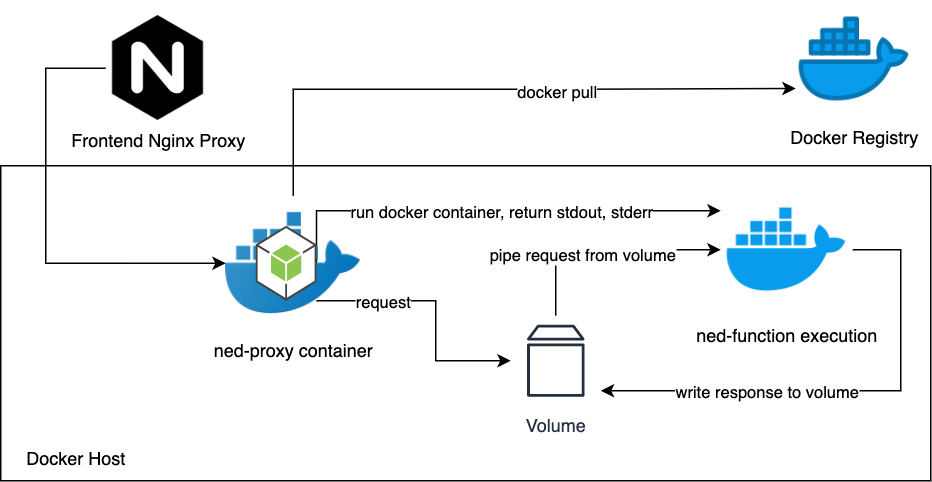 N
docker pull
Frontend Nginx Proxy
Docker Registry
run docker container, return stdout, stderr
pipe request from volume
request
ned-proxy container
ned-function execution
write response to volume
Volume
Docker Host